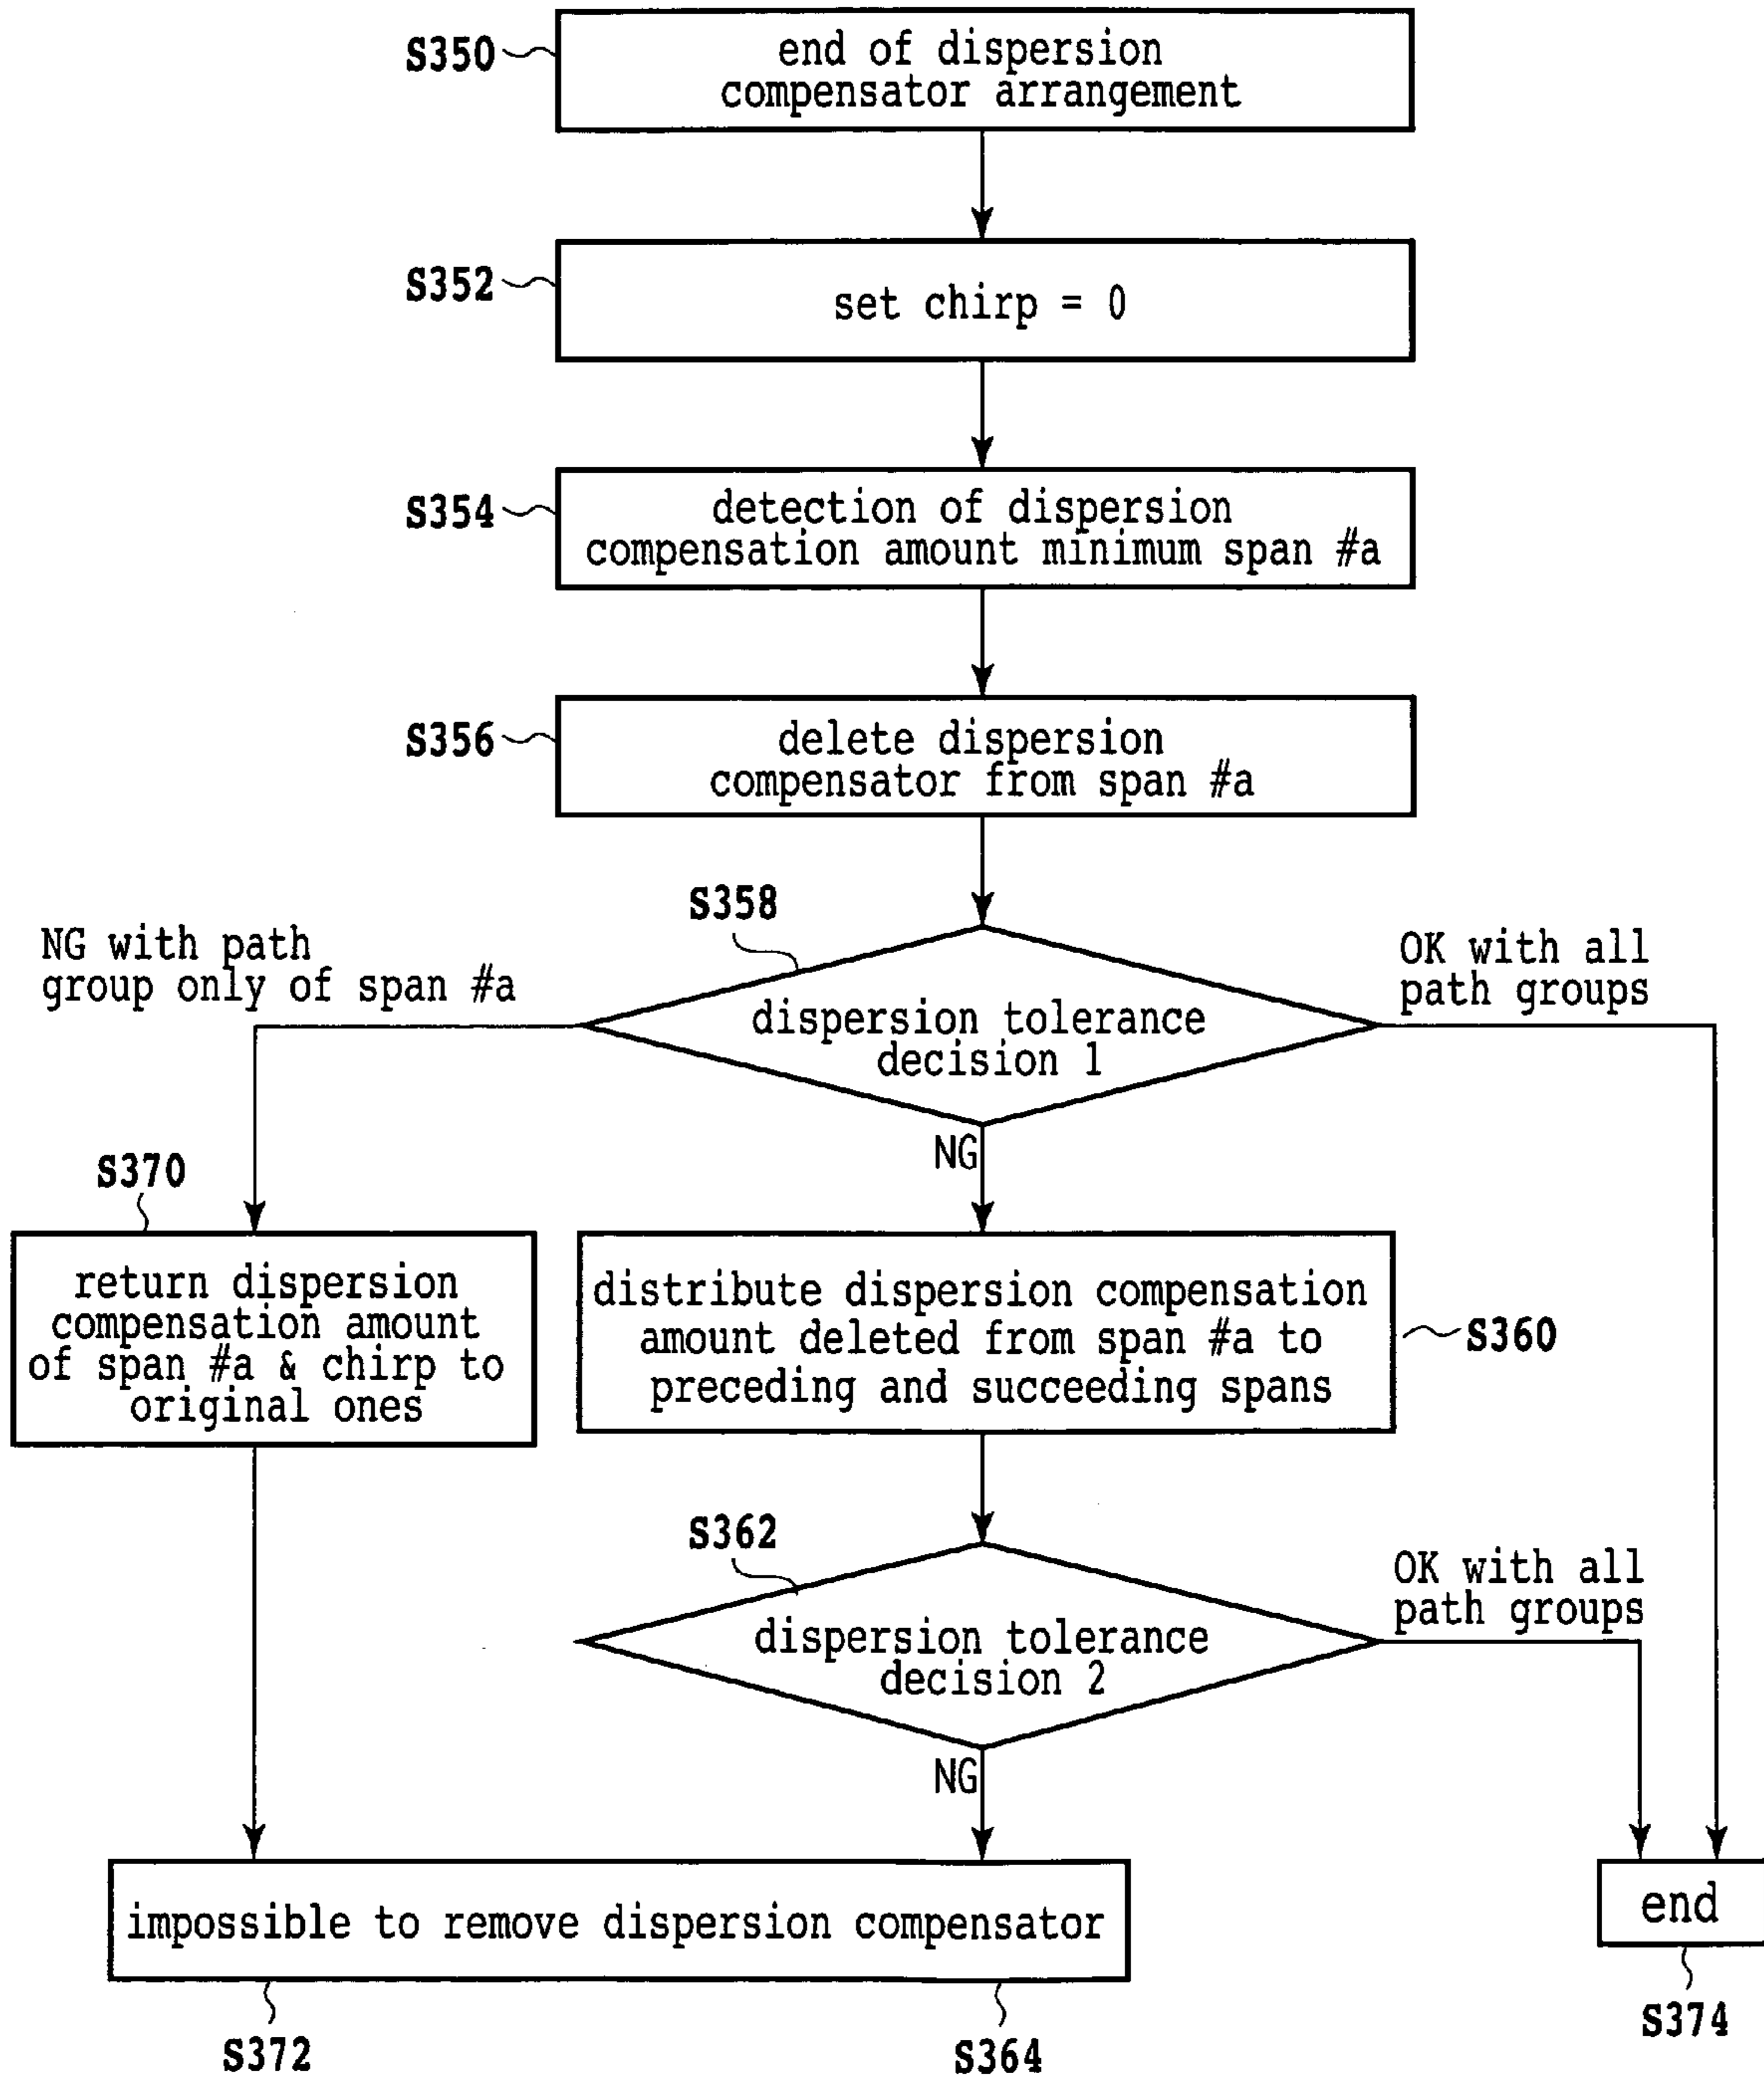 S350
end of dispersion
compensator arrangement
S352
set chirp = 0
S354
detection of dispersion
compensation amount minimum span #a
S356
delete dispersion
compensator from span #a
S358
NG with path
group only of span #a
OK with all
path groups
dispersion tolerance
decision 1
NG
S370
return dispersion
compensation amount
of span #a & chirp to
original ones
distribute dispersion compensation
amount deleted from span #a to
preceding and succeeding spans
S360
S362
OK with all
path groups
dispersion tolerance
decision 2
NG
impossible to remove dispersion compensator
end
S372
S364
S374